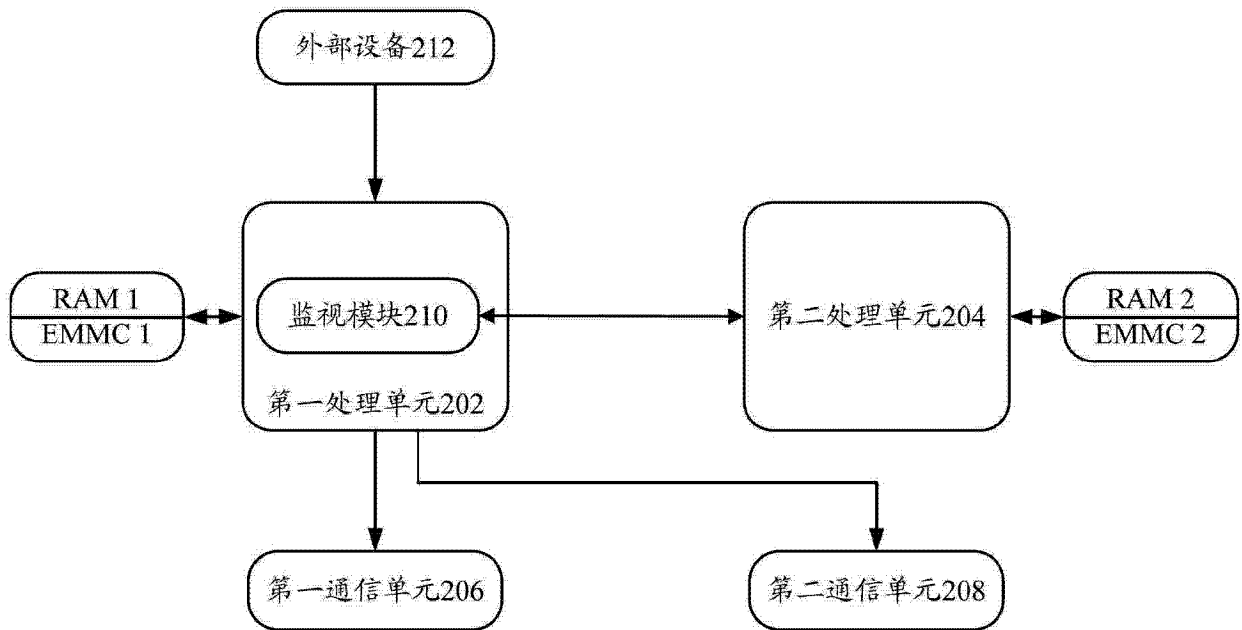 外部设备212
RAM 1
EMMC 1
监视模块210
第一处理单元202
第二处理单元204
RAM 2
EMMC 2
第一通信单元206
第二通信单元208